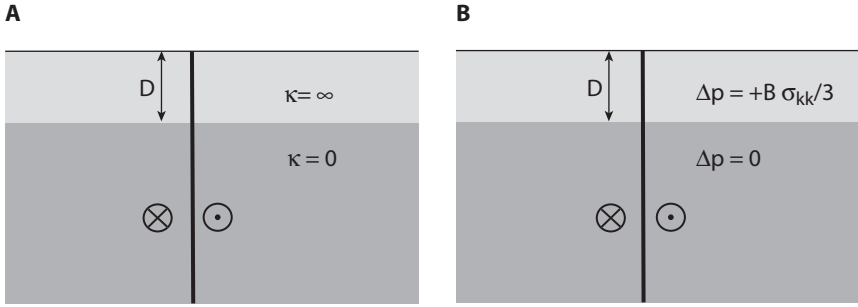 A
B
D
κ= ∞
κ = 0
D
Δp = +B σkk/3
Δp = 0